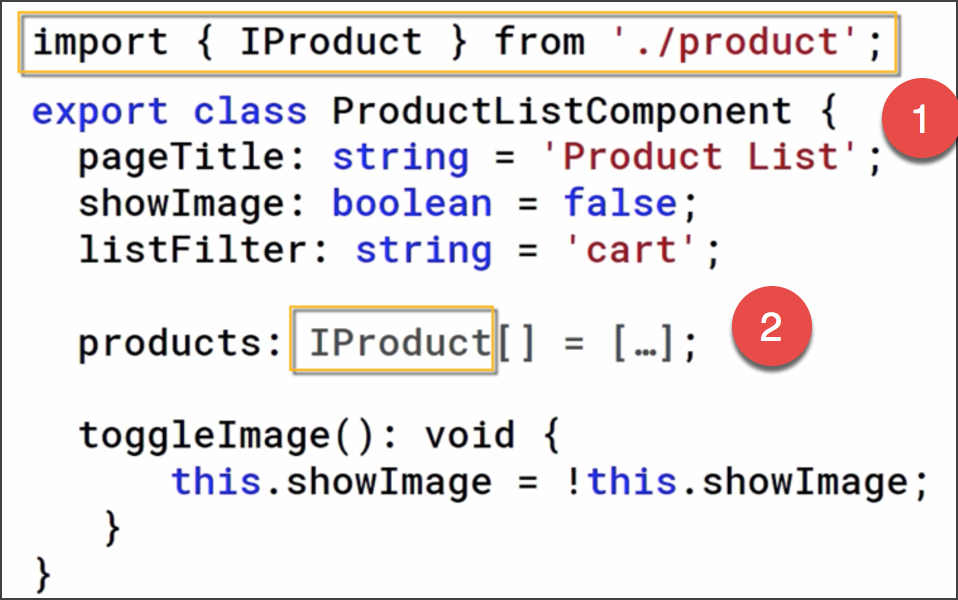 import { IProduct } from './product';
export class ProductListComponent {
1
pageTitle: string = 'Product List';
showImage: boolean = false;
listFilter: string = 'cart';
products: IProduct[] = […];
2
toggleImage(): void {
this.showImage = !this.showImage;
}
}